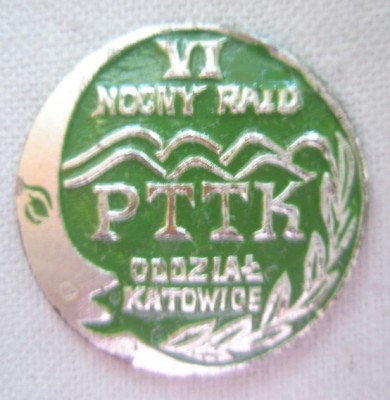 VI
NOCNY RAJD
PTTK
ODDZIAŁ
KATOWICE